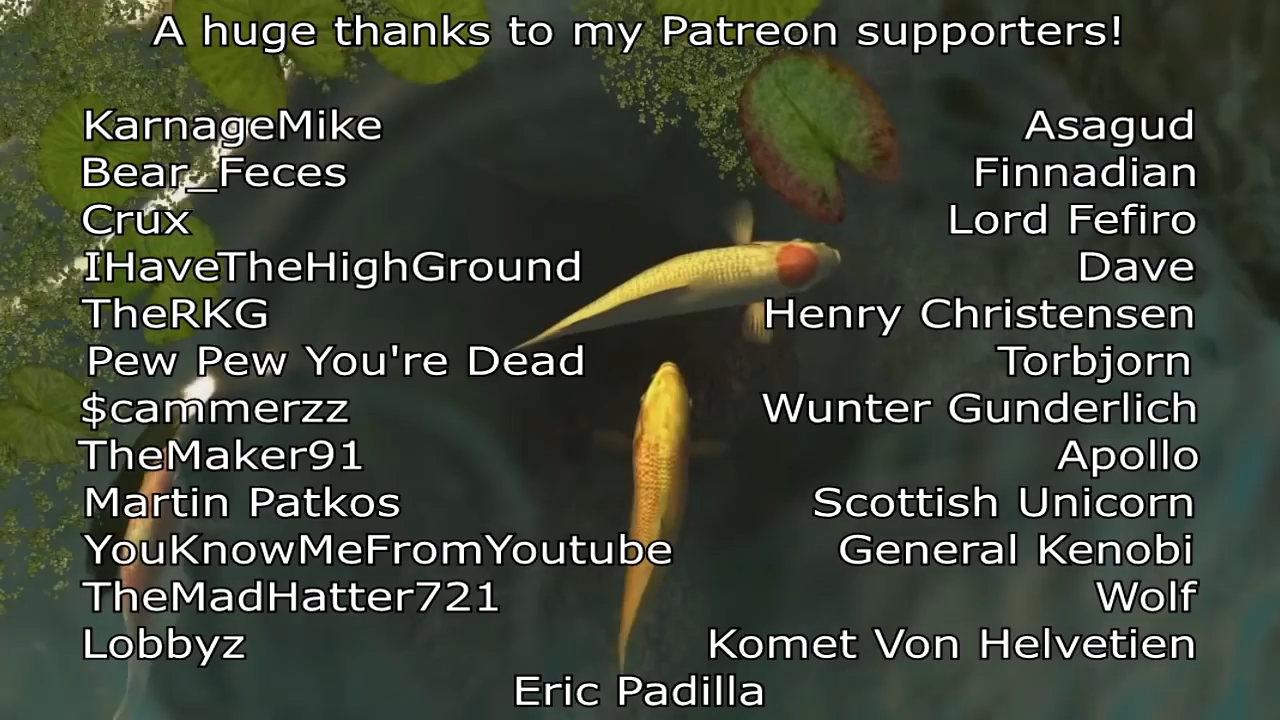 A huge thanks to my Patreon supporters!
KarnageMike
Bear_Feces
Crux
IHaveTheHighGround
TheRKG
Pew Pew You're Dead
$cammerzz
TheMaker91
Martin Patkos
YouKnowMeFromYoutube
TheMadHatter721
Lobbyz
Asagud
Finnadian
Lord Fefiro
Dave
Henry Christensen
Torbjorn
Wunter Gunderlich
Apollo
Scottish Unicorn
General Kenobi
Wolf
Komet Von Helvetien
Eric Padilla